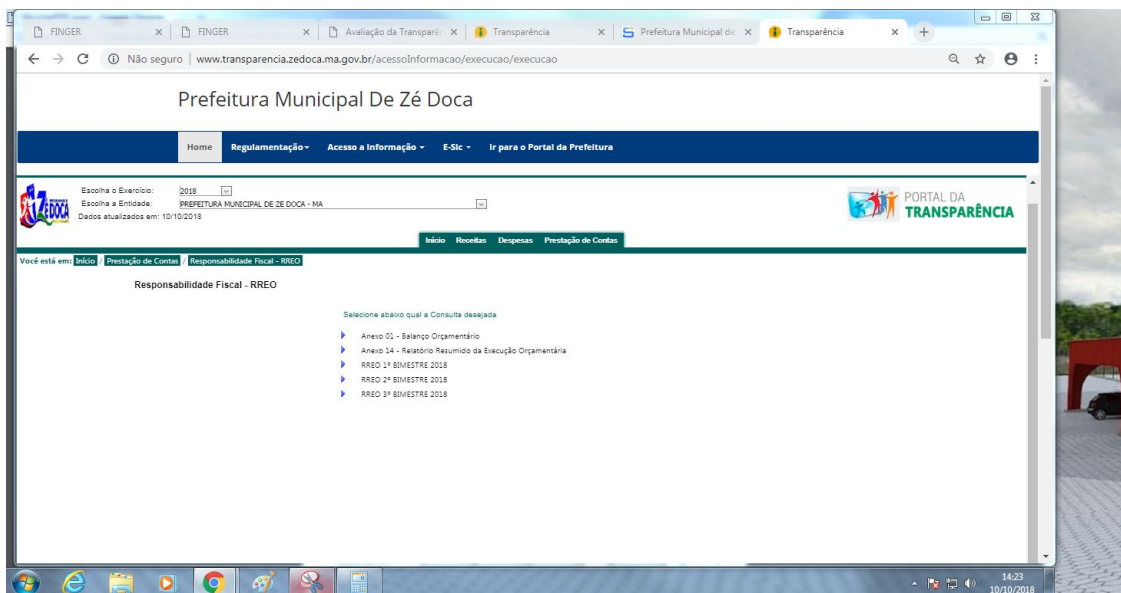 FINGER
FINGER
Avaliação da Transparên
Transparência
Prefeitura Municipal de
Transparência
Não seguro | www.transparencia.zedoca.ma.gov.br/acessoInformacao/execucao/execucao
Prefeitura Municipal De Zé Doca
Home Regulamentação Acesso a Informação E-Sic Ir para o Portal da Prefeitura
ZÉ DOCA
Escolha o Exercício: 2018
Escolha a Entidade: PREFEITURA MUNICIPAL DE ZE DOCA - MA
Dados atualizados em: 10/10/2018
PORTAL DA
TRANSPARÊNCIA
Início Receitas Despesas Prestação de Contas
Você está em: Início / Prestação de Contas / Responsabilidade Fiscal - RREO
Responsabilidade Fiscal - RREO
Selecione abaixo qual a Consulta desejada
Anexo 01 - Balanço Orçamentário
Anexo 14 - Relatório Resumido da Execução Orçamentária
RREO 1º BIMESTRE 2018
RREO 2º BIMESTRE 2018
RREO 3º BIMESTRE 2018
14:23
10/10/2018